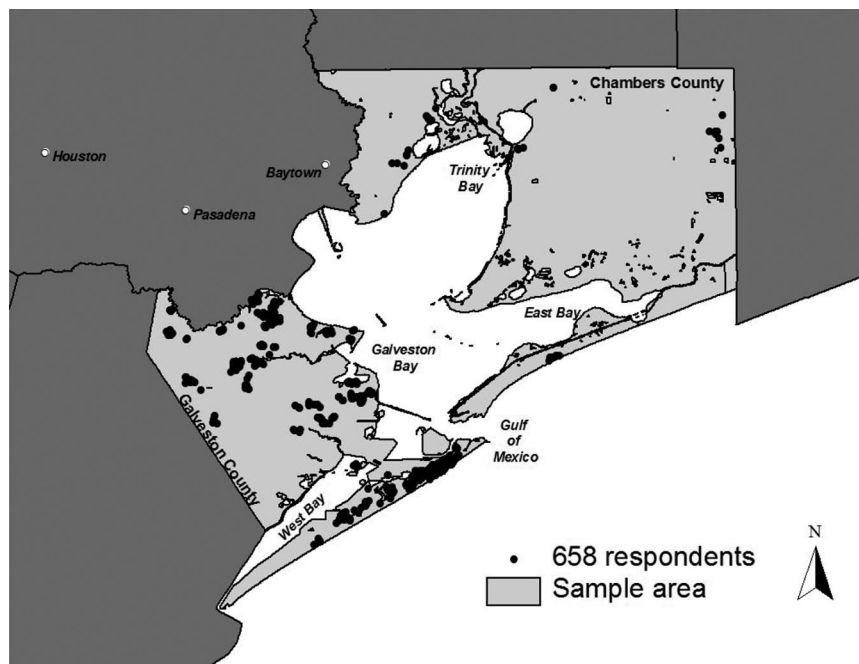 Chambers County
Houston
Baytown
Trinity
Bay
Pasadena
East Bay
Galveston
Bay
Galveston County
Gulf
of
Mexico
West Bay
N
658 respondents
Sample area